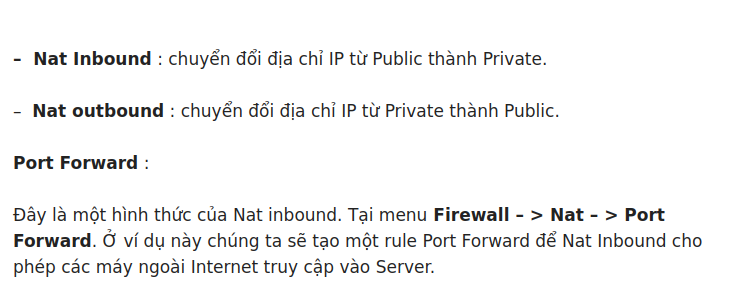 – Nat Inbound : chuyển đổi địa chỉ IP từ Public thành Private.
– Nat outbound : chuyển đổi địa chỉ IP từ Private thành Public.
Port Forward :
Đây là một hình thức của Nat inbound. Tại menu Firewall – > Nat – > Port
Forward. Ở ví dụ này chúng ta sẽ tạo một rule Port Forward để Nat Inbound cho
phép các máy ngoài Internet truy cập vào Server.